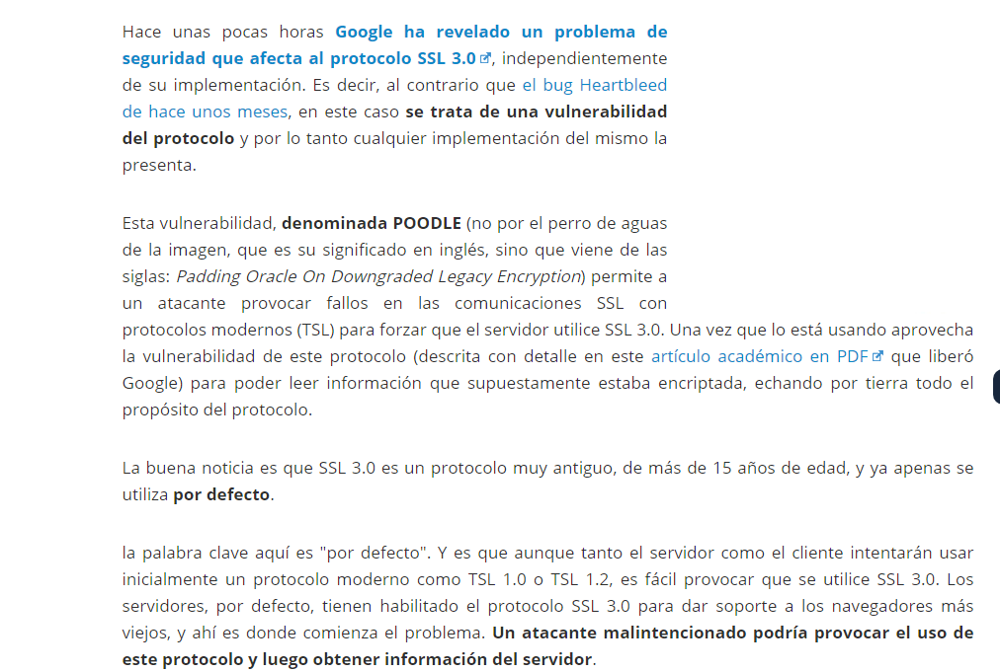 Hace unas pocas horas Google ha revelado un problema de
seguridad que afecta al protocolo SSL 3.0, independientemente
de su implementación. Es decir, al contrario que el bug Heartbleed
de hace unos meses, en este caso se trata de una vulnerabilidad
del protocolo y por lo tanto cualquier implementación del mismo la
presenta.
Esta vulnerabilidad, denominada POODLE (no por el perro de aguas
de la imagen, que es su significado en inglés, sino que viene de las
siglas: Padding Oracle On Downgraded Legacy Encryption) permite a
un atacante provocar fallos en las comunicaciones SSL con
protocolos modernos (TSL) para forzar que el servidor utilice SSL 3.0. Una vez que lo está usando aprovecha
la vulnerabilidad de este protocolo (descrita con detalle en este artículo académico en PDF que liberó
Google) para poder leer información que supuestamente estaba encriptada, echando por tierra todo el
propósito del protocolo.
La buena noticia es que SSL 3.0 es un protocolo muy antiguo, de más de 15 años de edad, y ya apenas se
utiliza por defecto.
la palabra clave aquí es "por defecto". Y es que aunque tanto el servidor como el cliente intentarán usar
inicialmente un protocolo moderno como TSL 1.0 o TSL 1.2, es fácil provocar que se utilice SSL 3.0. Los
servidores, por defecto, tienen habilitado el protocolo SSL 3.0 para dar soporte a los navegadores más
viejos, y ahí es donde comienza el problema. Un atacante malintencionado podría provocar el uso de
este protocolo y luego obtener información del servidor.